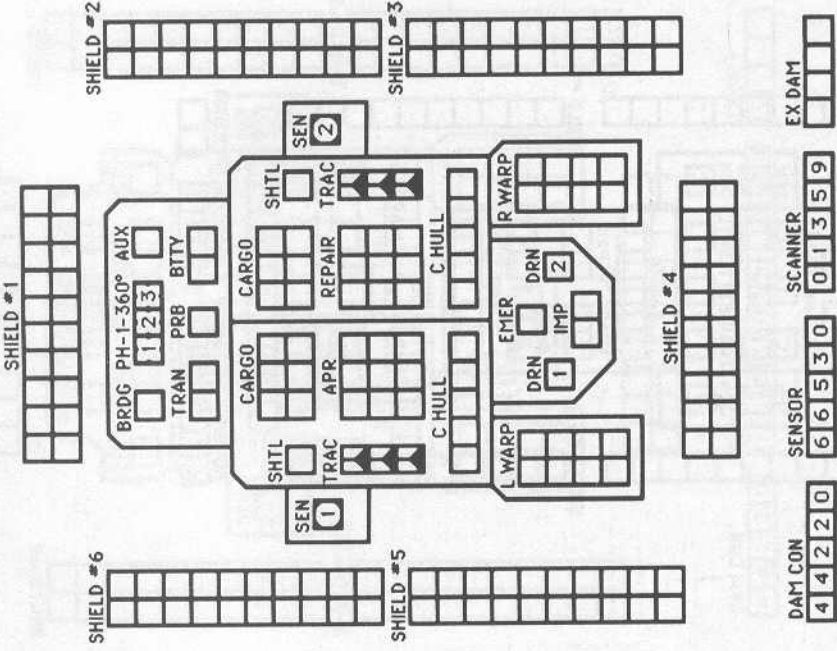 SHIELD #1
SHIELD #2
SHIELD #6
BRDG PH-1-360° AUX
1 2 3
TRAN PRB BTTY
SEN
1
SEN
2
SHTL CARGO CARGO SHTL
TRAC APR REPAIR TRAC
C HULL C HULL
SHIELD #5
SHIELD #3
L WARP R WARP
EMER
DRN DRN
1 IMP 2
SHIELD #4
DAM CON SENSOR SCANNER EX DAM
4 4 2 2 0 6 6 5 3 0 0 1 3 5 9